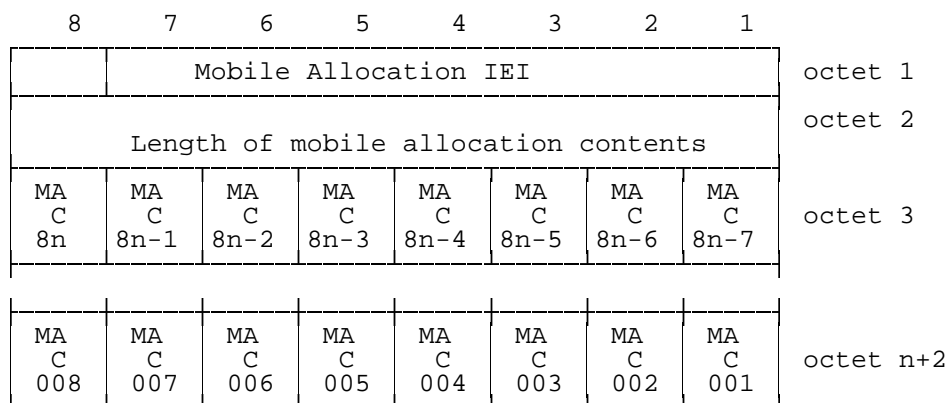 8 7 6 5 4 3 2 1
Mobile Allocation IEI octet 1
octet 2
Length of mobile allocation contents
MA MA MA MA MA MA MA MA
C C C C C C C C octet 3
8n 8n-1 8n-2 8n-3 8n-4 8n-5 8n-6 8n-7
MA MA MA MA MA MA MA MA
C C C C C C C C octet n+2
008 007 006 005 004 003 002 001